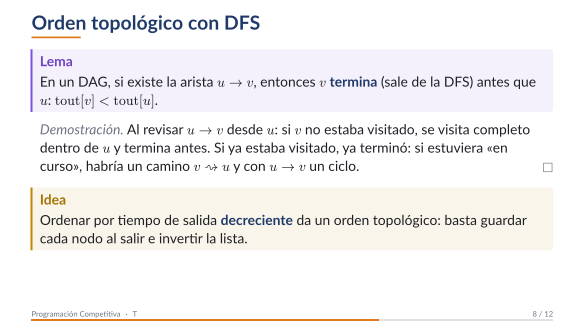 Orden topológico con DFS
Lema
En un DAG, si existe la arista u → v, entonces v termina (sale de la DFS) antes que
u: tout[v] < tout[u].
Demostración. Al revisar u → v desde u: si v no estaba visitado, se visita completo
dentro de u y termina antes. Si ya estaba visitado, ya terminó: si estuviera «en
curso», habría un camino v ⇝ u y con u → v un ciclo. □
Idea
Ordenar por tiempo de salida decreciente da un orden topológico: basta guardar
cada nodo al salir e invertir la lista.
Programación Competitiva · T 8 / 12